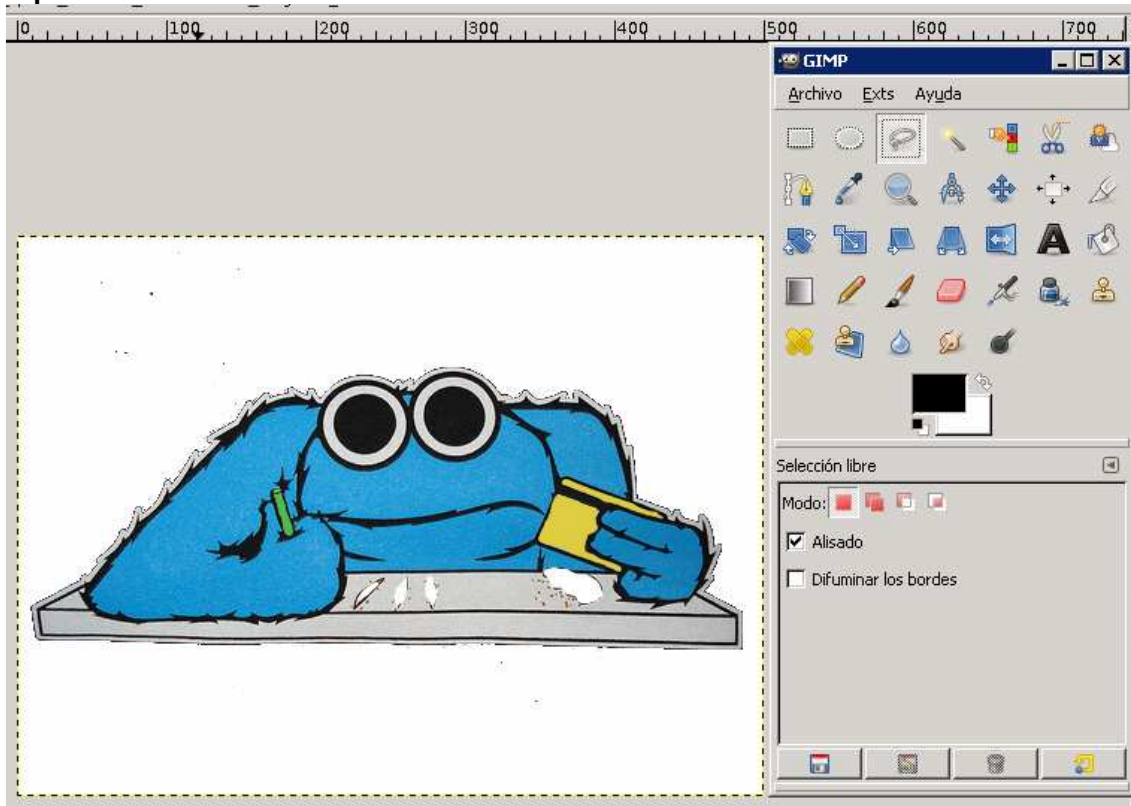 0 100 200 300 400 500 600 700
GIMP
Archivo Exts Ayuda
Selección libre
Modo:
Alisado
Difuminar los bordes